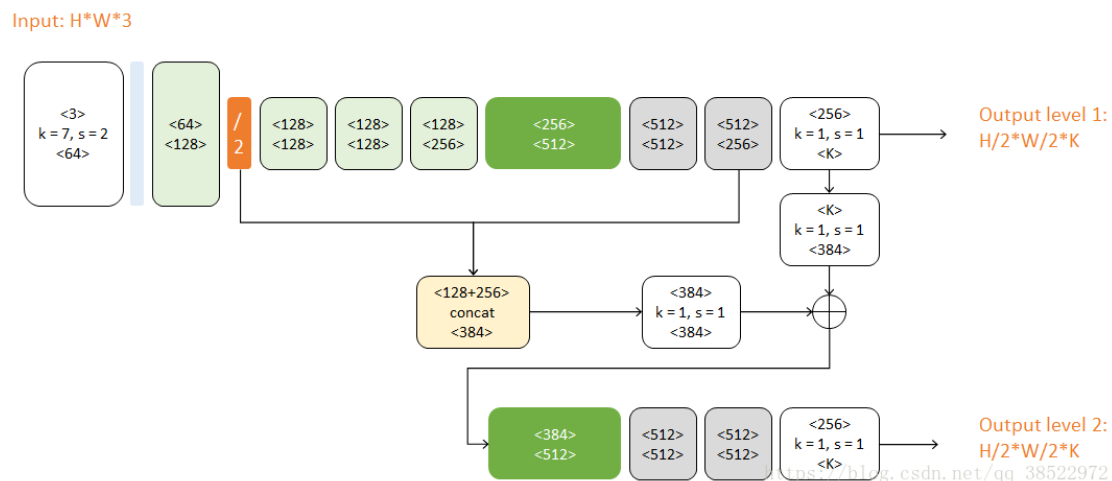 Input: H*W*3
<3>
k = 7, s = 2
<64>
<64>
<128>
/
2
<128>
<128>
<128>
<128>
<128>
<256>
<256>
<512>
<512>
<512>
<512>
<256>
<256>
k = 1, s = 1
<K>
Output level 1:
H/2*W/2*K
<K>
k = 1, s = 1
<384>
<128+256>
concat
<384>
<384>
k = 1, s = 1
<384>
<384>
<512>
<512>
<512>
<512>
<512>
<256>
k = 1, s = 1
<K>
Output level 2:
H/2*W/2*K
https://blog.csdn.net/qq_38522972